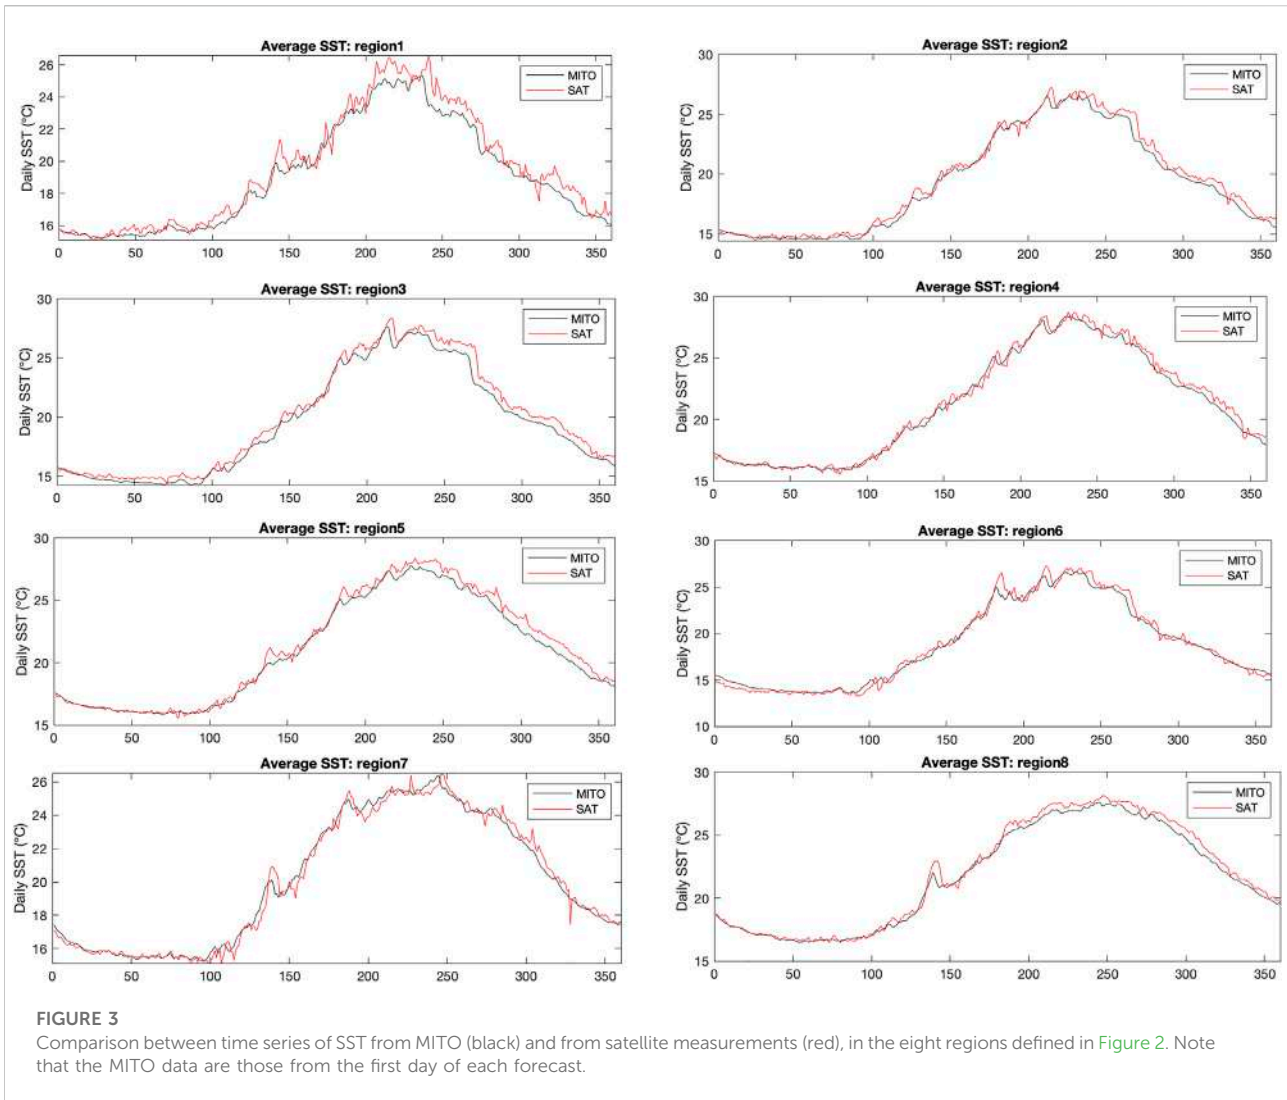 Average SST: region1
Daily SST (°C)
26
24
22
20
18
16
0 50 100 150 200 250 300 350
MITO
SAT
Average SST: region2
Daily SST (°C)
30
25
20
15
0 50 100 150 200 250 300 350
MITO
SAT
Average SST: region3
Daily SST (°C)
30
25
20
15
0 50 100 150 200 250 300 350
MITO
SAT
Average SST: region4
Daily SST (°C)
30
25
20
15
0 50 100 150 200 250 300 350
MITO
SAT
Average SST: region5
Daily SST (°C)
30
25
20
15
0 50 100 150 200 250 300 350
MITO
SAT
Average SST: region6
Daily SST (°C)
30
25
20
15
10
0 50 100 150 200 250 300 350
MITO
SAT
Average SST: region7
Daily SST (°C)
26
24
22
20
18
16
0 50 100 150 200 250 300 350
MITO
SAT
Average SST: region8
Daily SST (°C)
30
25
20
15
0 50 100 150 200 250 300 350
MITO
SAT
FIGURE 3
Comparison between time series of SST from MITO (black) and from satellite measurements (red), in the eight regions defined in Figure 2. Note
that the MITO data are those from the first day of each forecast.